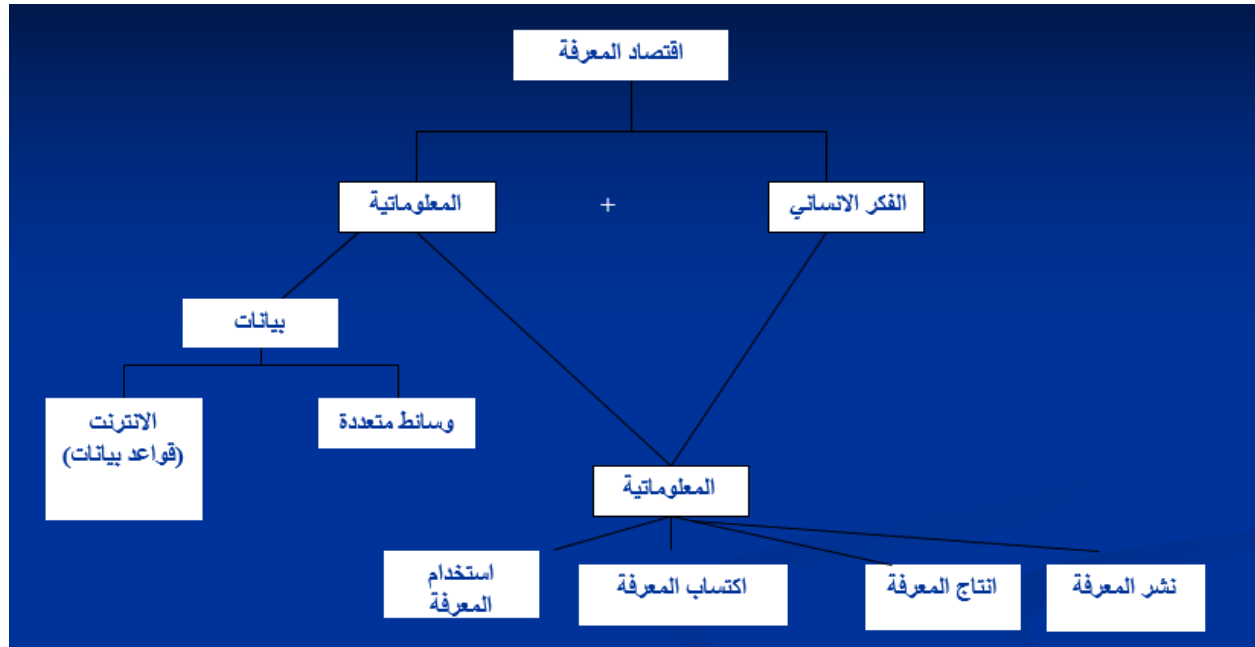 اقتصاد المعرفة
الفكر الانساني
+
المعلوماتية
بيانات
وسائط متعددة
الانترنت
(قواعد بيانات)
المعلوماتية
نشر المعرفة
انتاج المعرفة
اكتساب المعرفة
استخدام
المعرفة